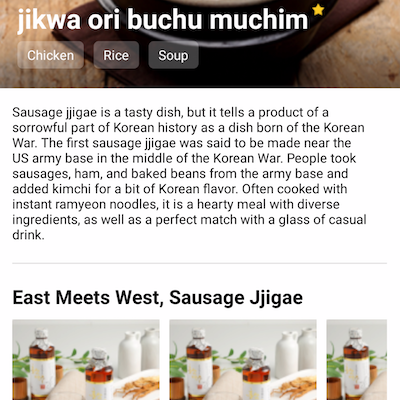 jikwa ori buchu muchim
Chicken
Rice
Soup
Sausage jjigae is a tasty dish, but it tells a product of a
sorrowful part of Korean history as a dish born of the Korean
War. The first sausage jjigae was said to be made near the
US army base in the middle of the Korean War. People took
sausages, ham, and baked beans from the army base and
added kimchi for a bit of Korean flavor. Often cooked with
instant ramyeon noodles, it is a hearty meal with diverse
ingredients, as well as a perfect match with a glass of casual
drink.
East Meets West, Sausage Jjigae